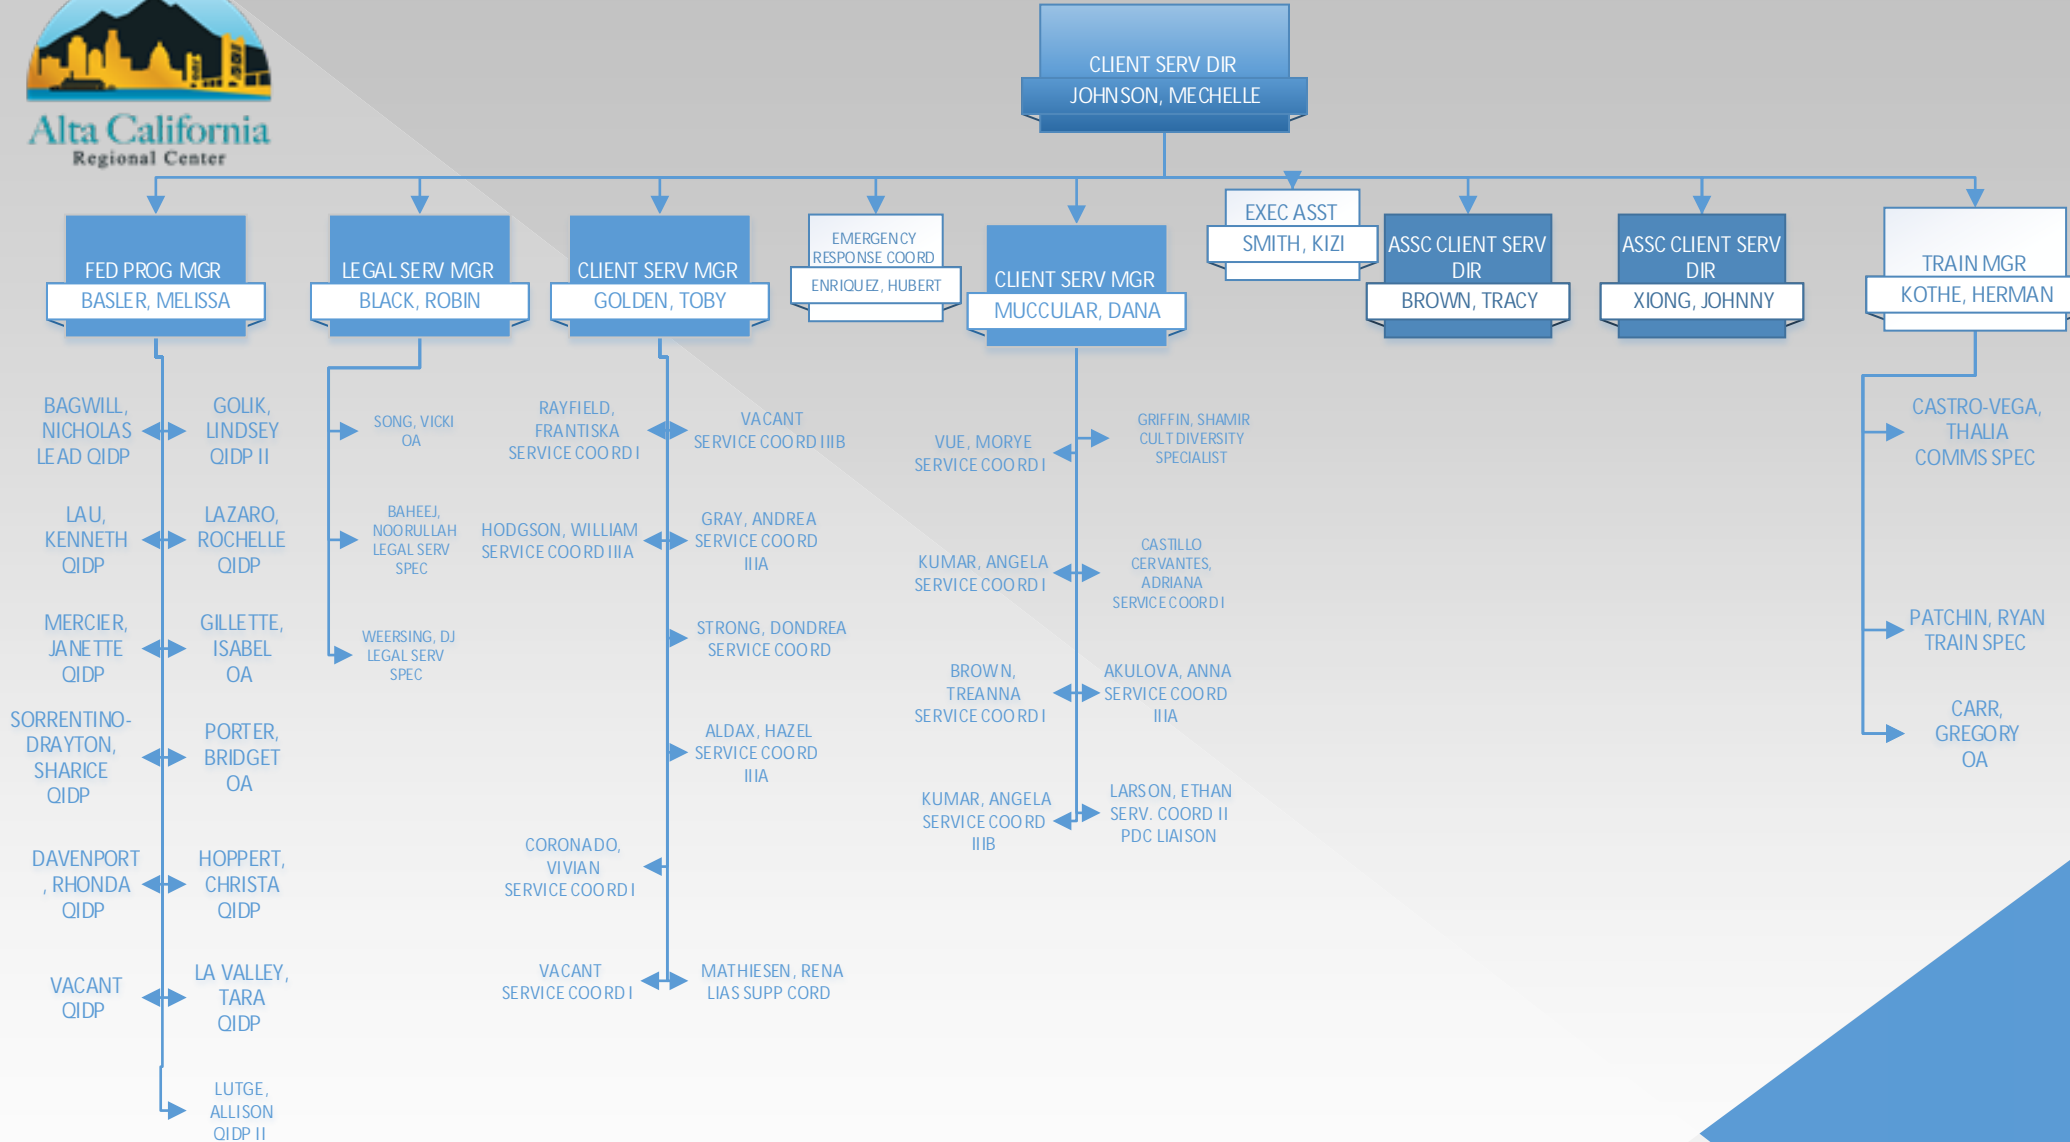 Alta California
Regional Center
CLIENT SERV DIR
JOHNSON, MECHELLE
FED PROG MGR
BASLER, MELISSA
LEGAL SERV MGR
BLACK, ROBIN
CLIENT SERV MGR
GOLDEN, TOBY
EMERGENCY
RESPONSE COORD
ENRIQUEZ, HUBERT
CLIENT SERV MGR
MUCCULAR, DANA
EXEC ASST
SMITH, KIZI
ASSC CLIENT SERV
DIR
BROWN, TRACY
ASSC CLIENT SERV
DIR
XIONG, JOHNNY
TRAIN MGR
KOTHE, HERMAN
BAGWILL,
NICHOLAS
LEAD QIDP
GOLIK,
LINDSEY
QIDP II
LAU,
KENNETH
QIDP
LAZARO,
ROCHELLE
QIDP
MERCIER,
JANETTE
QIDP
GILLETTE,
ISABEL
OA
SORRENTINO-
DRAYTON,
SHARICE
QIDP
PORTER,
BRIDGET
OA
DAVENPORT
, RHONDA
QIDP
HOPPERT,
CHRISTA
QIDP
VACANT
QIDP
LA VALLEY,
TARA
QIDP
LUTGE,
ALLISON
QIDP II
SONG, VICKI
OA
BAHEEJ,
NOORULLAH
LEGAL SERV
SPEC
WEERSING, DJ
LEGAL SERV
SPEC
RAYFIELD,
FRANTISKA
SERVICE COORD I
VACANT
SERVICE COORD IIIB
HODGSON, WILLIAM
SERVICE COORD IIIA
GRAY, ANDREA
SERVICE COORD
IIIA
STRONG, DONDREA
SERVICE COORD
ALDAX, HAZEL
SERVICE COORD
IIIA
CORONADO,
VIVIAN
SERVICE COORD I
VACANT
SERVICE COORD I
MATHIESEN, RENA
LIAS SUPP CORD
VUE, MORYE
SERVICE COORD I
GRIFFIN, SHAMIR
CULT DIVERSITY
SPECIALIST
KUMAR, ANGELA
SERVICE COORD I
CASTILLO
CERVANTES,
ADRIANA
SERVICE COORD I
BROWN,
TREANNA
SERVICE COORD I
AKULOVA, ANNA
SERVICE COORD
IIIA
KUMAR, ANGELA
SERVICE COORD
IIIB
LARSON, ETHAN
SERV. COORD II
PDC LIAISON
CASTRO-VEGA,
THALIA
COMMS SPEC
PATCHIN, RYAN
TRAIN SPEC
CARR,
GREGORY
OA